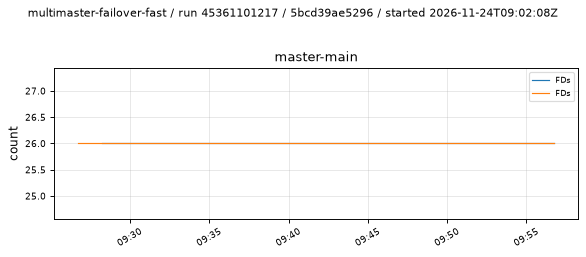 multimaster-failover-fast / run 45361101217 / 5bcd39ae5296 / started 2026-11-24T09:02:08Z
master-main
FDs
FDs
count
27.0
26.5
26.0
25.5
25.0
09:30
09:35
09:40
09:45
09:50
09:55